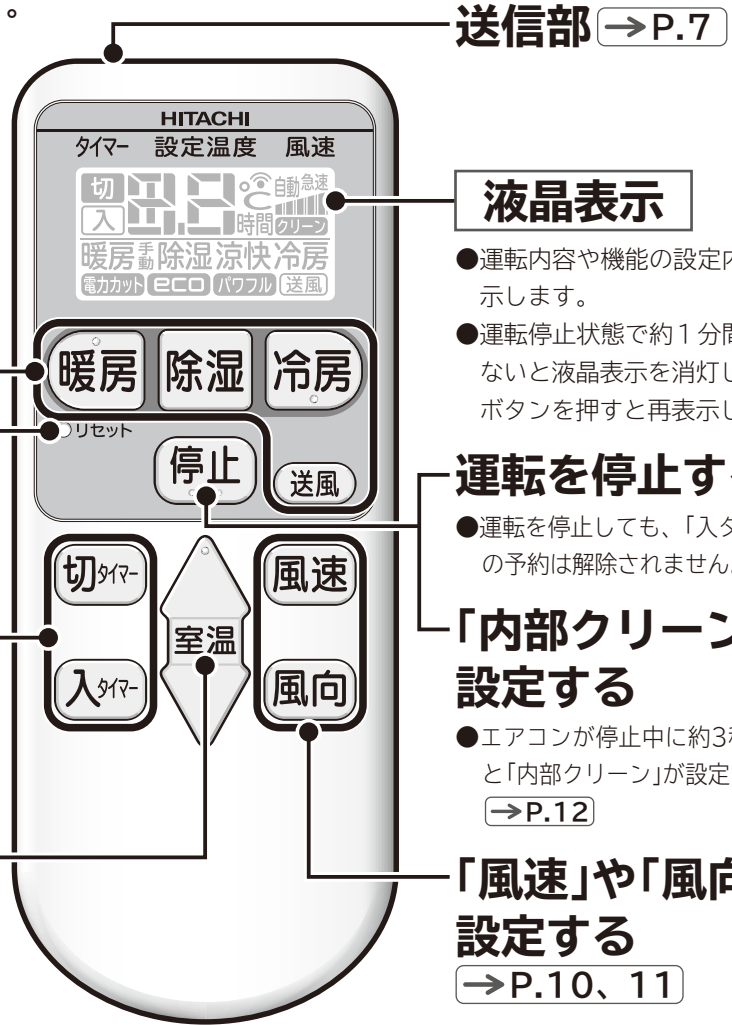 。
送信部→P.7
HITACHI
タイマー 設定温度 風速
切 8.8℃ 自動急速
入 時間 クリーン
暖房 手動 除湿 涼快 冷房
電力カット eco パワフル 送風
液晶表示
●運転内容や機能の設定内
示します。
●運転停止状態で約1分間
ないと液晶表示を消灯し
ボタンを押すと再表示し
暖房 除湿 冷房
リセット
停止
送風
運転を停止す
●運転を停止しても、「入タ
の予約は解除されません
切タイマー
風速
室温
入タイマー
風向
「内部クリーン
設定する
●エアコンが停止中に約3
と「内部クリーン」が設定
→P.12
「風速」や「風向
設定する
→P.10、11